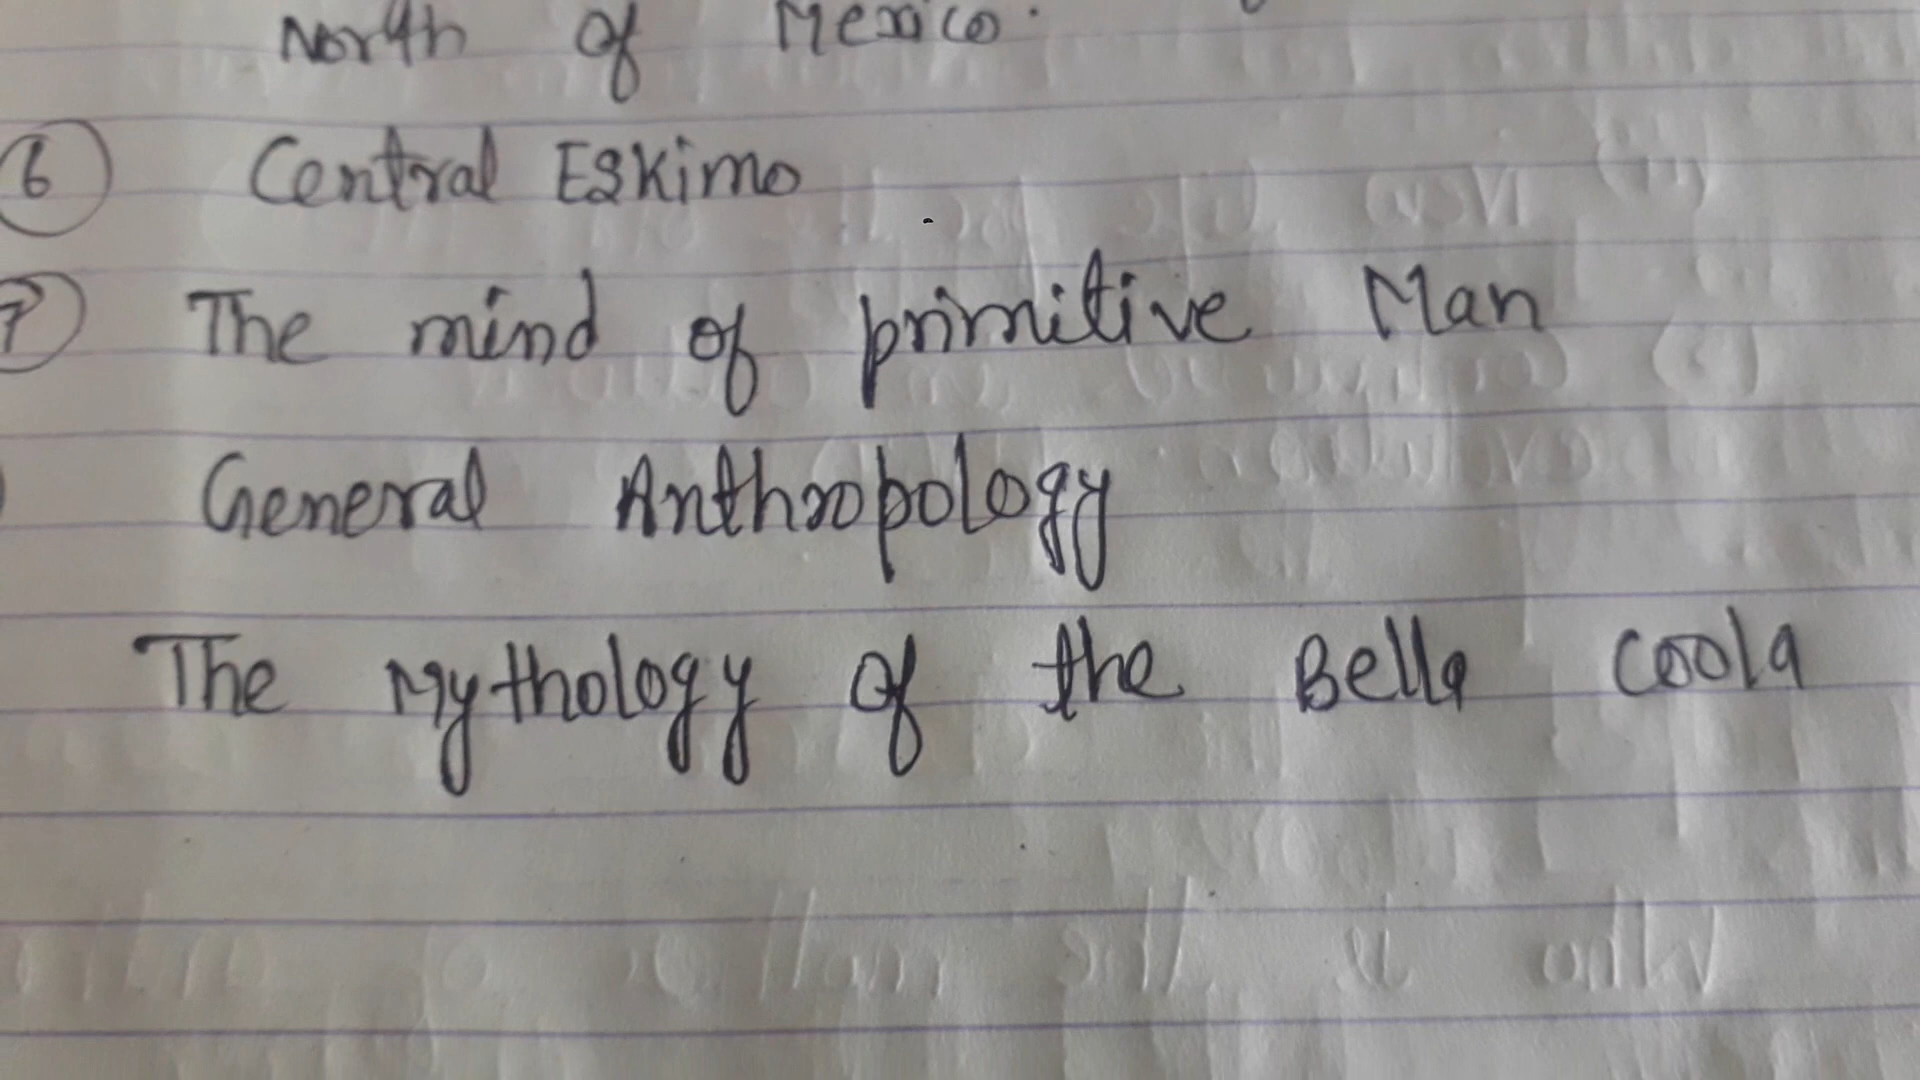 North of Mexico.
6 Central Eskimo
7 The mind of primitive Man
General Anthropology
The Mythology of the Bella coola